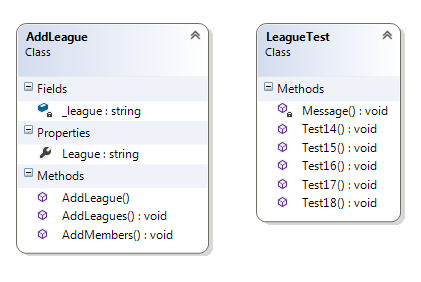 AddLeague
Class
Fields
_league : string
Properties
League : string
Methods
AddLeague()
AddLeagues() : void
AddMembers() : void
LeagueTest
Class
Methods
Message() : void
Test14() : void
Test15() : void
Test16() : void
Test17() : void
Test18() : void